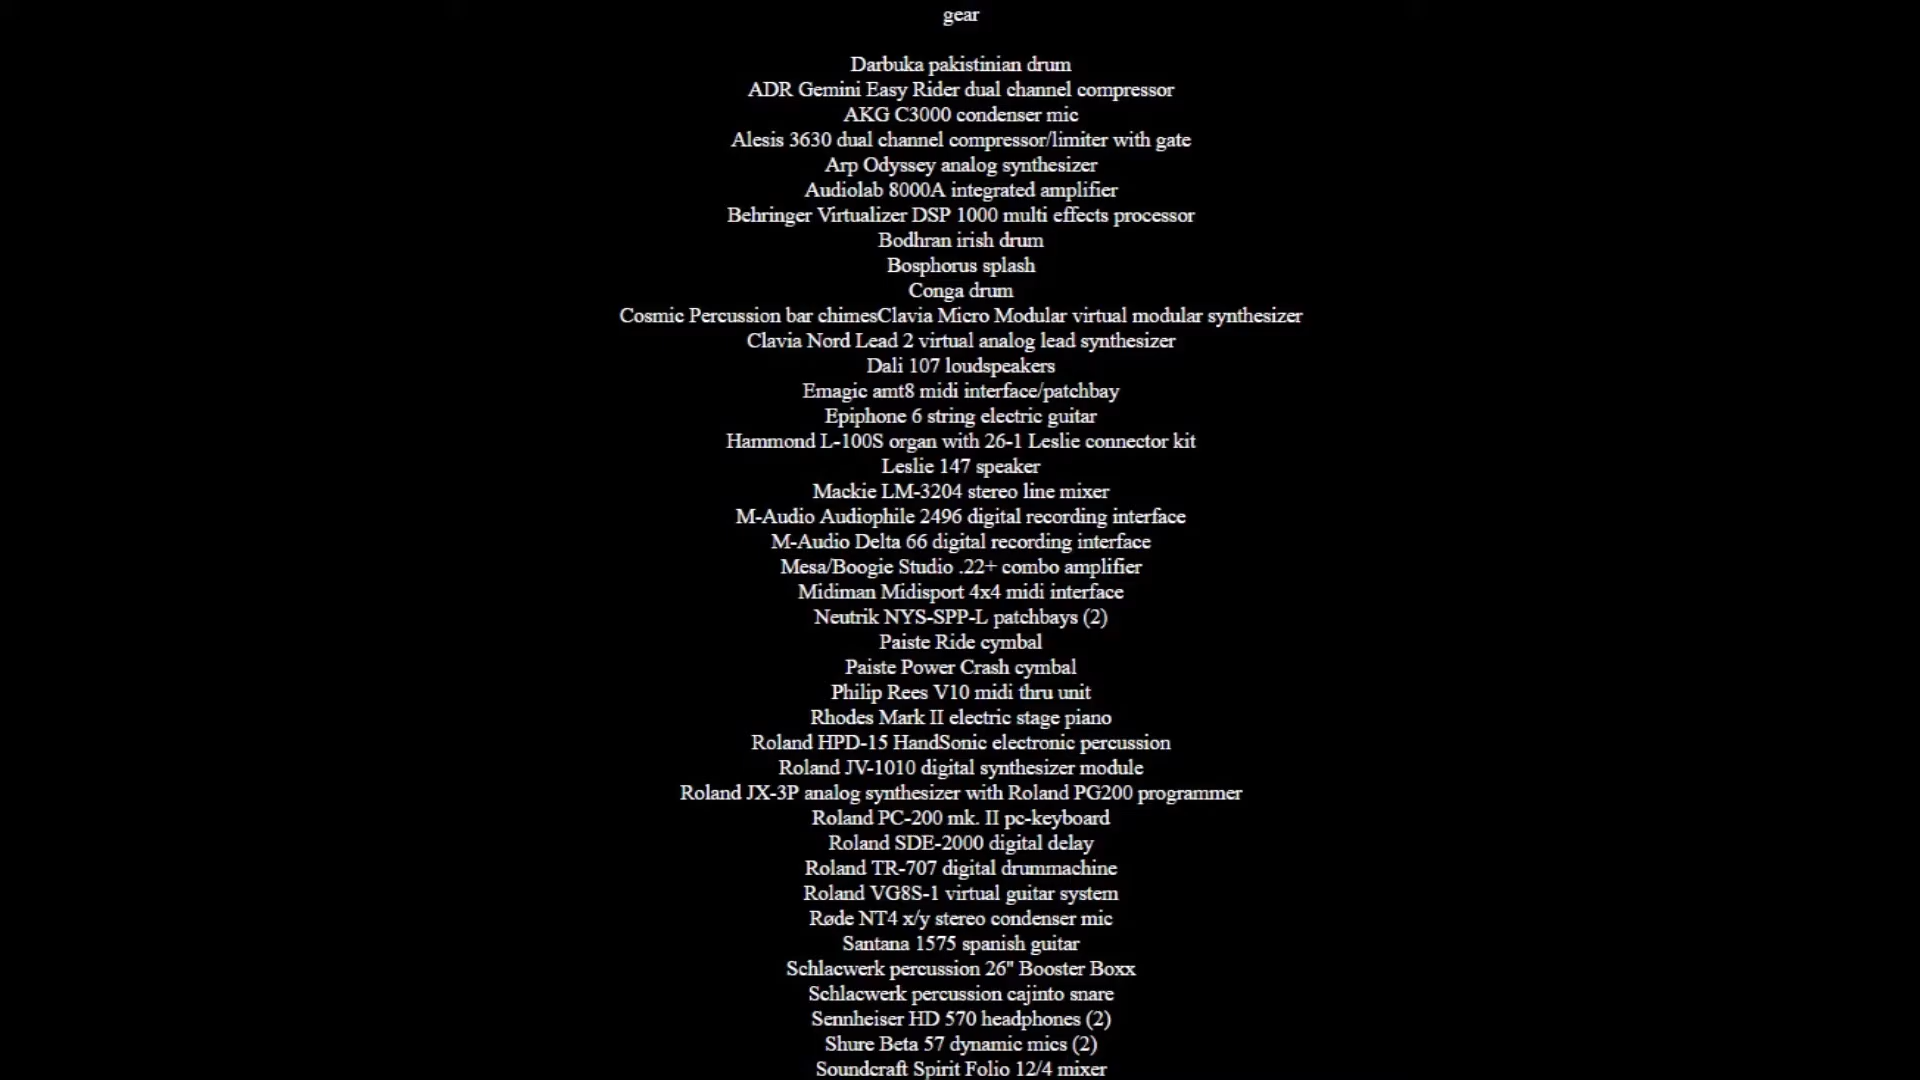 gear
Darbuka pakistinian drum
ADR Gemini Easy Rider dual channel compressor
AKG C3000 condenser mic
Alesis 3630 dual channel compressor/limiter with gate
Arp Odyssey analog synthesizer
Audiolab 8000A integrated amplifier
Behringer Virtualizer DSP 1000 multi effects processor
Bodhran irish drum
Bosphorus splash
Conga drum
Cosmic Percussion bar chimesClavia Micro Modular virtual modular synthesizer
Clavia Nord Lead 2 virtual analog lead synthesizer
Dali 107 loudspeakers
Emagic amt8 midi interface/patchbay
Epiphone 6 string electric guitar
Hammond L-100S organ with 26-1 Leslie connector kit
Leslie 147 speaker
Mackie LM-3204 stereo line mixer
M-Audio Audiophile 2496 digital recording interface
M-Audio Delta 66 digital recording interface
Mesa/Boogie Studio .22+ combo amplifier
Midiman Midisport 4x4 midi interface
Neutrik NYS-SPP-L patchbays (2)
Paiste Ride cymbal
Paiste Power Crash cymbal
Philip Rees V10 midi thru unit
Rhodes Mark II electric stage piano
Roland HPD-15 HandSonic electronic percussion
Roland JV-1010 digital synthesizer module
Roland JX-3P analog synthesizer with Roland PG200 programmer
Roland PC-200 mk. II pc-keyboard
Roland SDE-2000 digital delay
Roland TR-707 digital drummachine
Roland VG8S-1 virtual guitar system
Røde NT4 x/y stereo condenser mic
Santana 1575 spanish guitar
Schlacwerk percussion 26" Booster Boxx
Schlacwerk percussion cajinto snare
Sennheiser HD 570 headphones (2)
Shure Beta 57 dynamic mics (2)
Soundcraft Spirit Folio 12/4 mixer